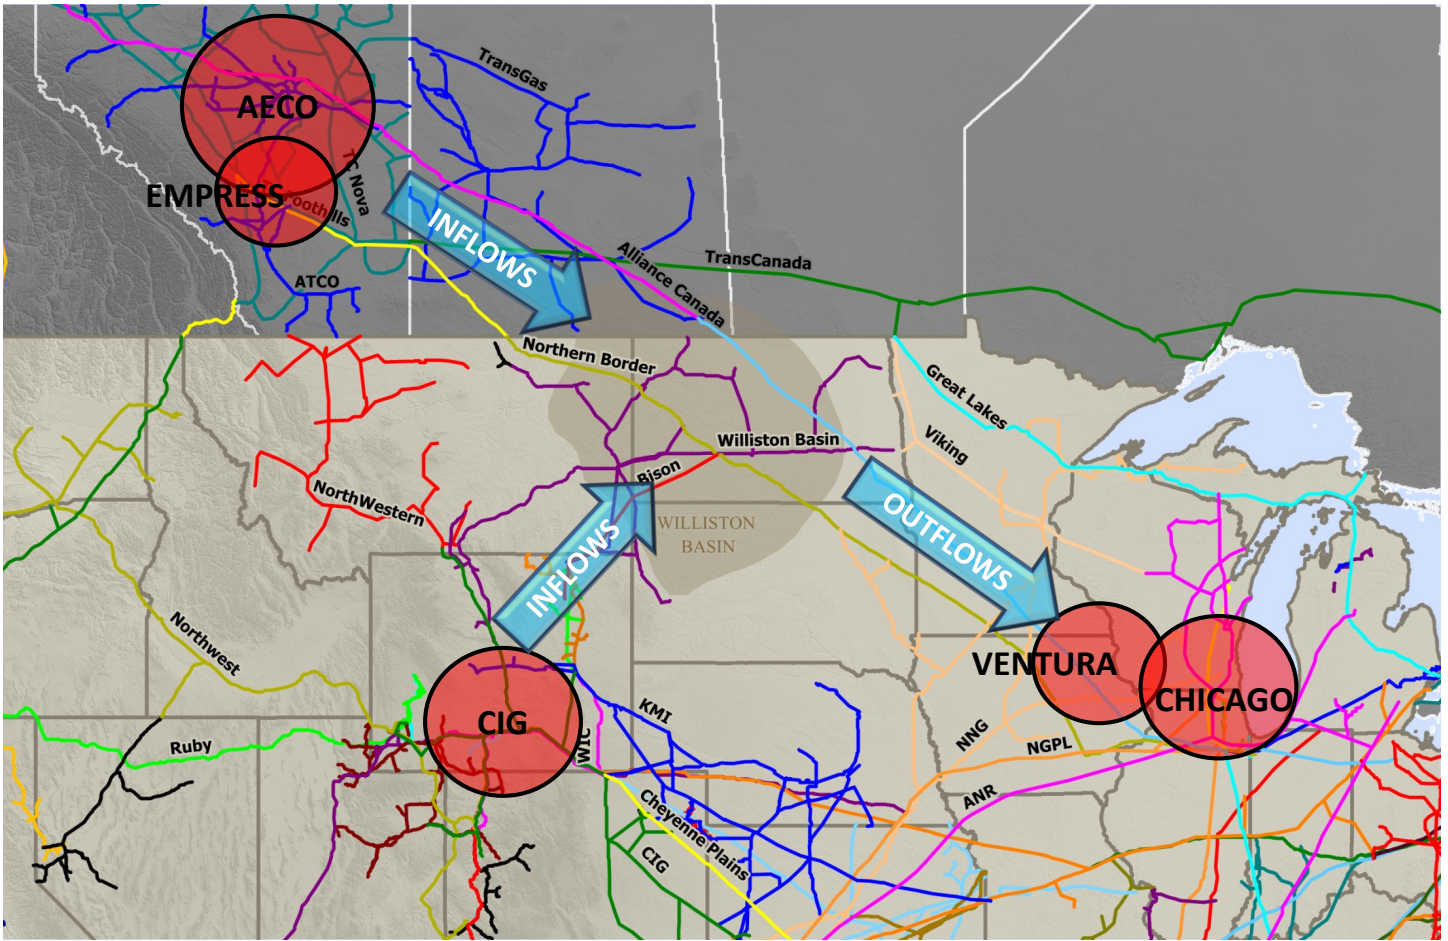 TransGas
AECO
TC Nova
EMPRESS
Foothills
INFLOWS
ATCO
Alliance Canada
TransCanada
Northern Border
Great Lakes
Viking
Williston Basin
Bison
NorthWestern
OUTFLOWS
WILLISTON
BASIN
INFLOWS
Northwest
VENTURA
CHICAGO
CIG
KMI
NNG
NGPL
Ruby
WIC
ANR
Cheyenne Plains
CIG